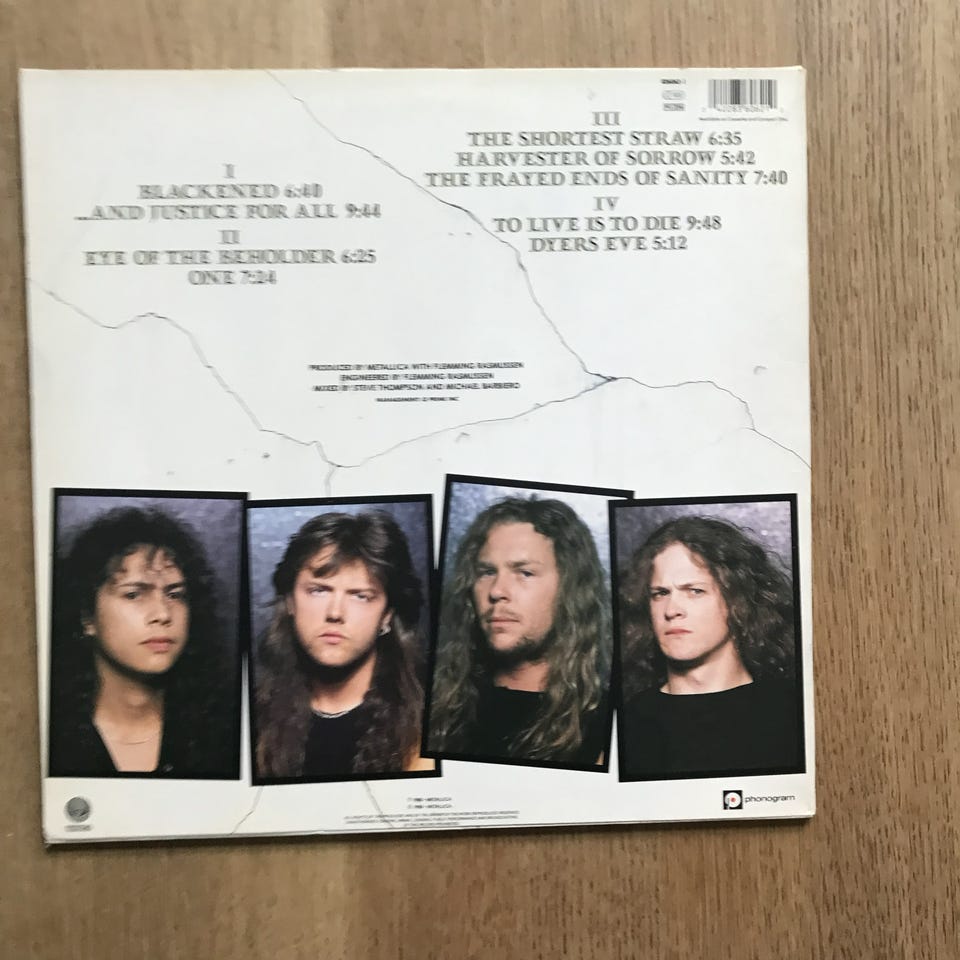 I
BLACKENED 6:40
...AND JUSTICE FOR ALL 9:44
II
EYE OF THE BEHOLDER 6:25
ONE 7:24
III
THE SHORTEST STRAW 6:35
HARVESTER OF SORROW 5:42
THE FRAYED ENDS OF SANITY 7:40
IV
TO LIVE IS TO DIE 9:48
DYERS EVE 5:12
PRODUCED BY METALLICA WITH FLEMMING RASMUSSEN
ENGINEERED BY FLEMMING RASMUSSEN
MIXED BY STEVE THOMPSON AND MICHAEL BARBIERO
MANAGEMENT: Q PRIME INC
phonogram